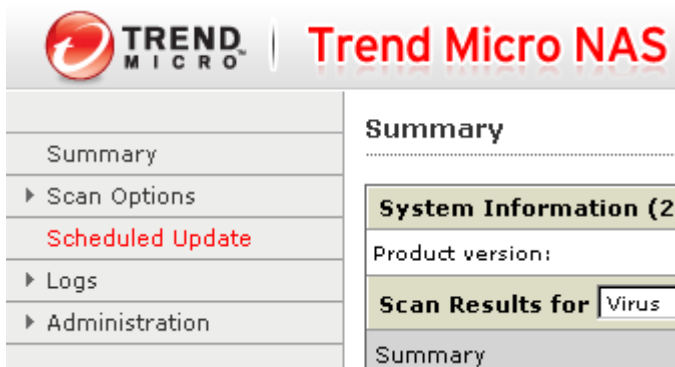 TREND MICRO
Trend Micro NAS
Summary
Scan Options
Scheduled Update
Logs
Administration
Summary
System Information (2
Product version:
Scan Results for Virus
Summary